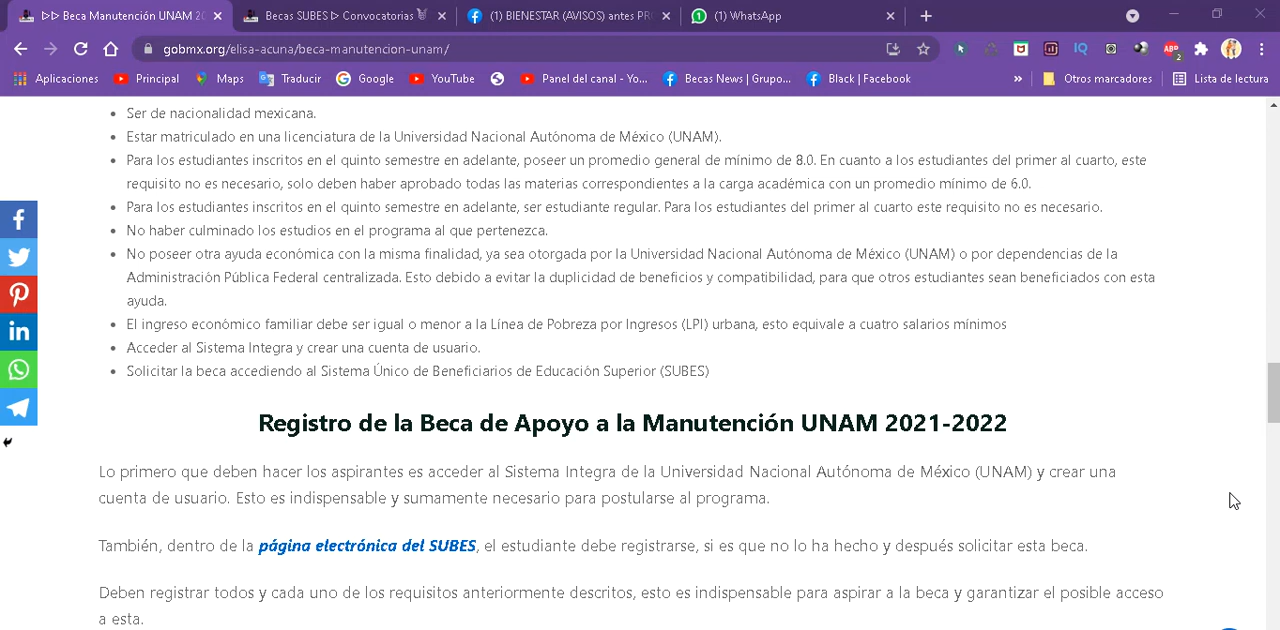 ▷▷ Beca Manutención UNAM 20
Becas SUBES ▷ Convocatorias
(1) BIENESTAR (AVISOS) antes PR
(1) WhatsApp
gobmx.org/elisa-acuna/beca-manutencion-unam/
Aplicaciones
Principal
Maps
Traducir
Google
YouTube
Panel del canal - Yo...
Becas News | Grupo...
Black | Facebook
»
Otros marcadores
Lista de lectura
IQ
ABP
2
• Ser de nacionalidad mexicana.
• Estar matriculado en una licenciatura de la Universidad Nacional Autónoma de México (UNAM).
• Para los estudiantes inscritos en el quinto semestre en adelante, poseer un promedio general de mínimo de 8.0. En cuanto a los estudiantes del primer al cuarto, este
requisito no es necesario, solo deben haber aprobado todas las materias correspondientes a la carga académica con un promedio mínimo de 6.0.
• Para los estudiantes inscritos en el quinto semestre en adelante, ser estudiante regular. Para los estudiantes del primer al cuarto este requisito no es necesario.
• No haber culminado los estudios en el programa al que pertenezca.
• No poseer otra ayuda económica con la misma finalidad, ya sea otorgada por la Universidad Nacional Autónoma de México (UNAM) o por dependencias de la
Administración Pública Federal centralizada. Esto debido a evitar la duplicidad de beneficios y compatibilidad, para que otros estudiantes sean beneficiados con esta
ayuda.
• El ingreso económico familiar debe ser igual o menor a la Línea de Pobreza por Ingresos (LPI) urbana, esto equivale a cuatro salarios mínimos
• Acceder al Sistema Integra y crear una cuenta de usuario.
• Solicitar la beca accediendo al Sistema Único de Beneficiarios de Educación Superior (SUBES)
Registro de la Beca de Apoyo a la Manutención UNAM 2021-2022
Lo primero que deben hacer los aspirantes es acceder al Sistema Integra de la Universidad Nacional Autónoma de México (UNAM) y crear una
cuenta de usuario. Esto es indispensable y sumamente necesario para postularse al programa.
También, dentro de la página electrónica del SUBES, el estudiante debe registrarse, si es que no lo ha hecho y después solicitar esta beca.
Deben registrar todos y cada uno de los requisitos anteriormente descritos, esto es indispensable para aspirar a la beca y garantizar el posible acceso
a esta.